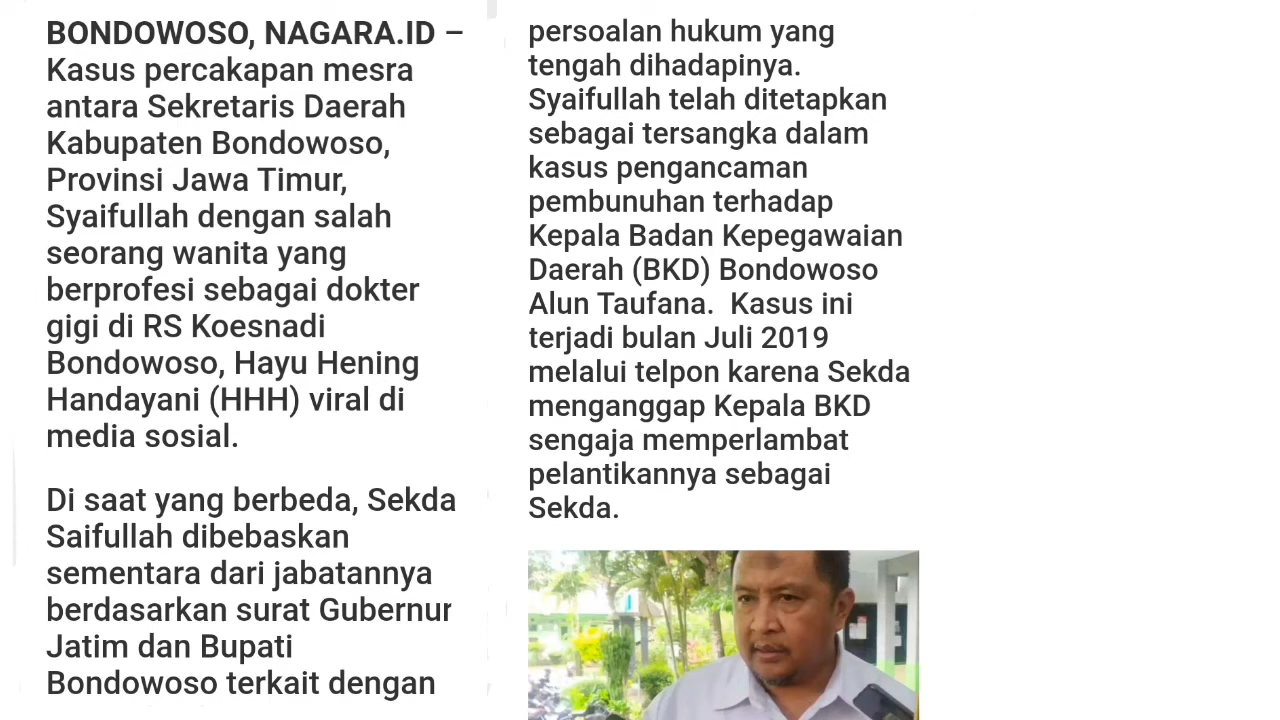 BONDOWOSO, NAGARA.ID –
Kasus percakapan mesra
antara Sekretaris Daerah
Kabupaten Bondowoso,
Provinsi Jawa Timur,
Syaifullah dengan salah
seorang wanita yang
berprofesi sebagai dokter
gigi di RS Koesnadi
Bondowoso, Hayu Hening
Handayani (HHH) viral di
media sosial.
Di saat yang berbeda, Sekda
Saifullah dibebaskan
sementara dari jabatannya
berdasarkan surat Gubernur
Jatim dan Bupati
Bondowoso terkait dengan
persoalan hukum yang
tengah dihadapinya.
Syaifullah telah ditetapkan
sebagai tersangka dalam
kasus pengancaman
pembunuhan terhadap
Kepala Badan Kepegawaian
Daerah (BKD) Bondowoso
Alun Taufana.  Kasus ini
terjadi bulan Juli 2019
melalui telpon karena Sekda
menganggap Kepala BKD
sengaja memperlambat
pelantikannya sebagai
Sekda.